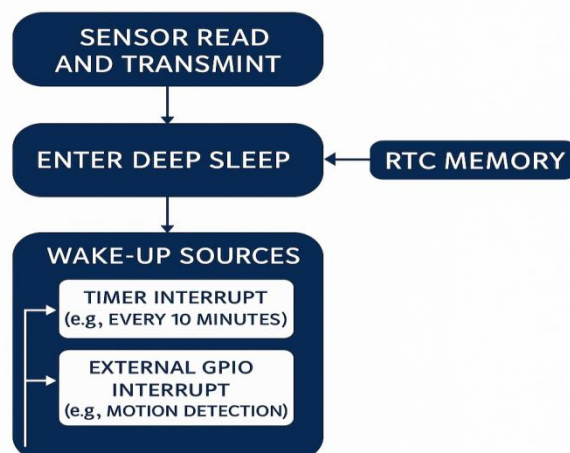 SENSOR READ
AND TRANSMINT
ENTER DEEP SLEEP
RTC MEMORY
WAKE-UP SOURCES
TIMER INTERRUPT
(e.g., EVERY 10 MINUTES)
EXTERNAL GPIO
INTERRUPT
(e.g., MOTION DETECTION)